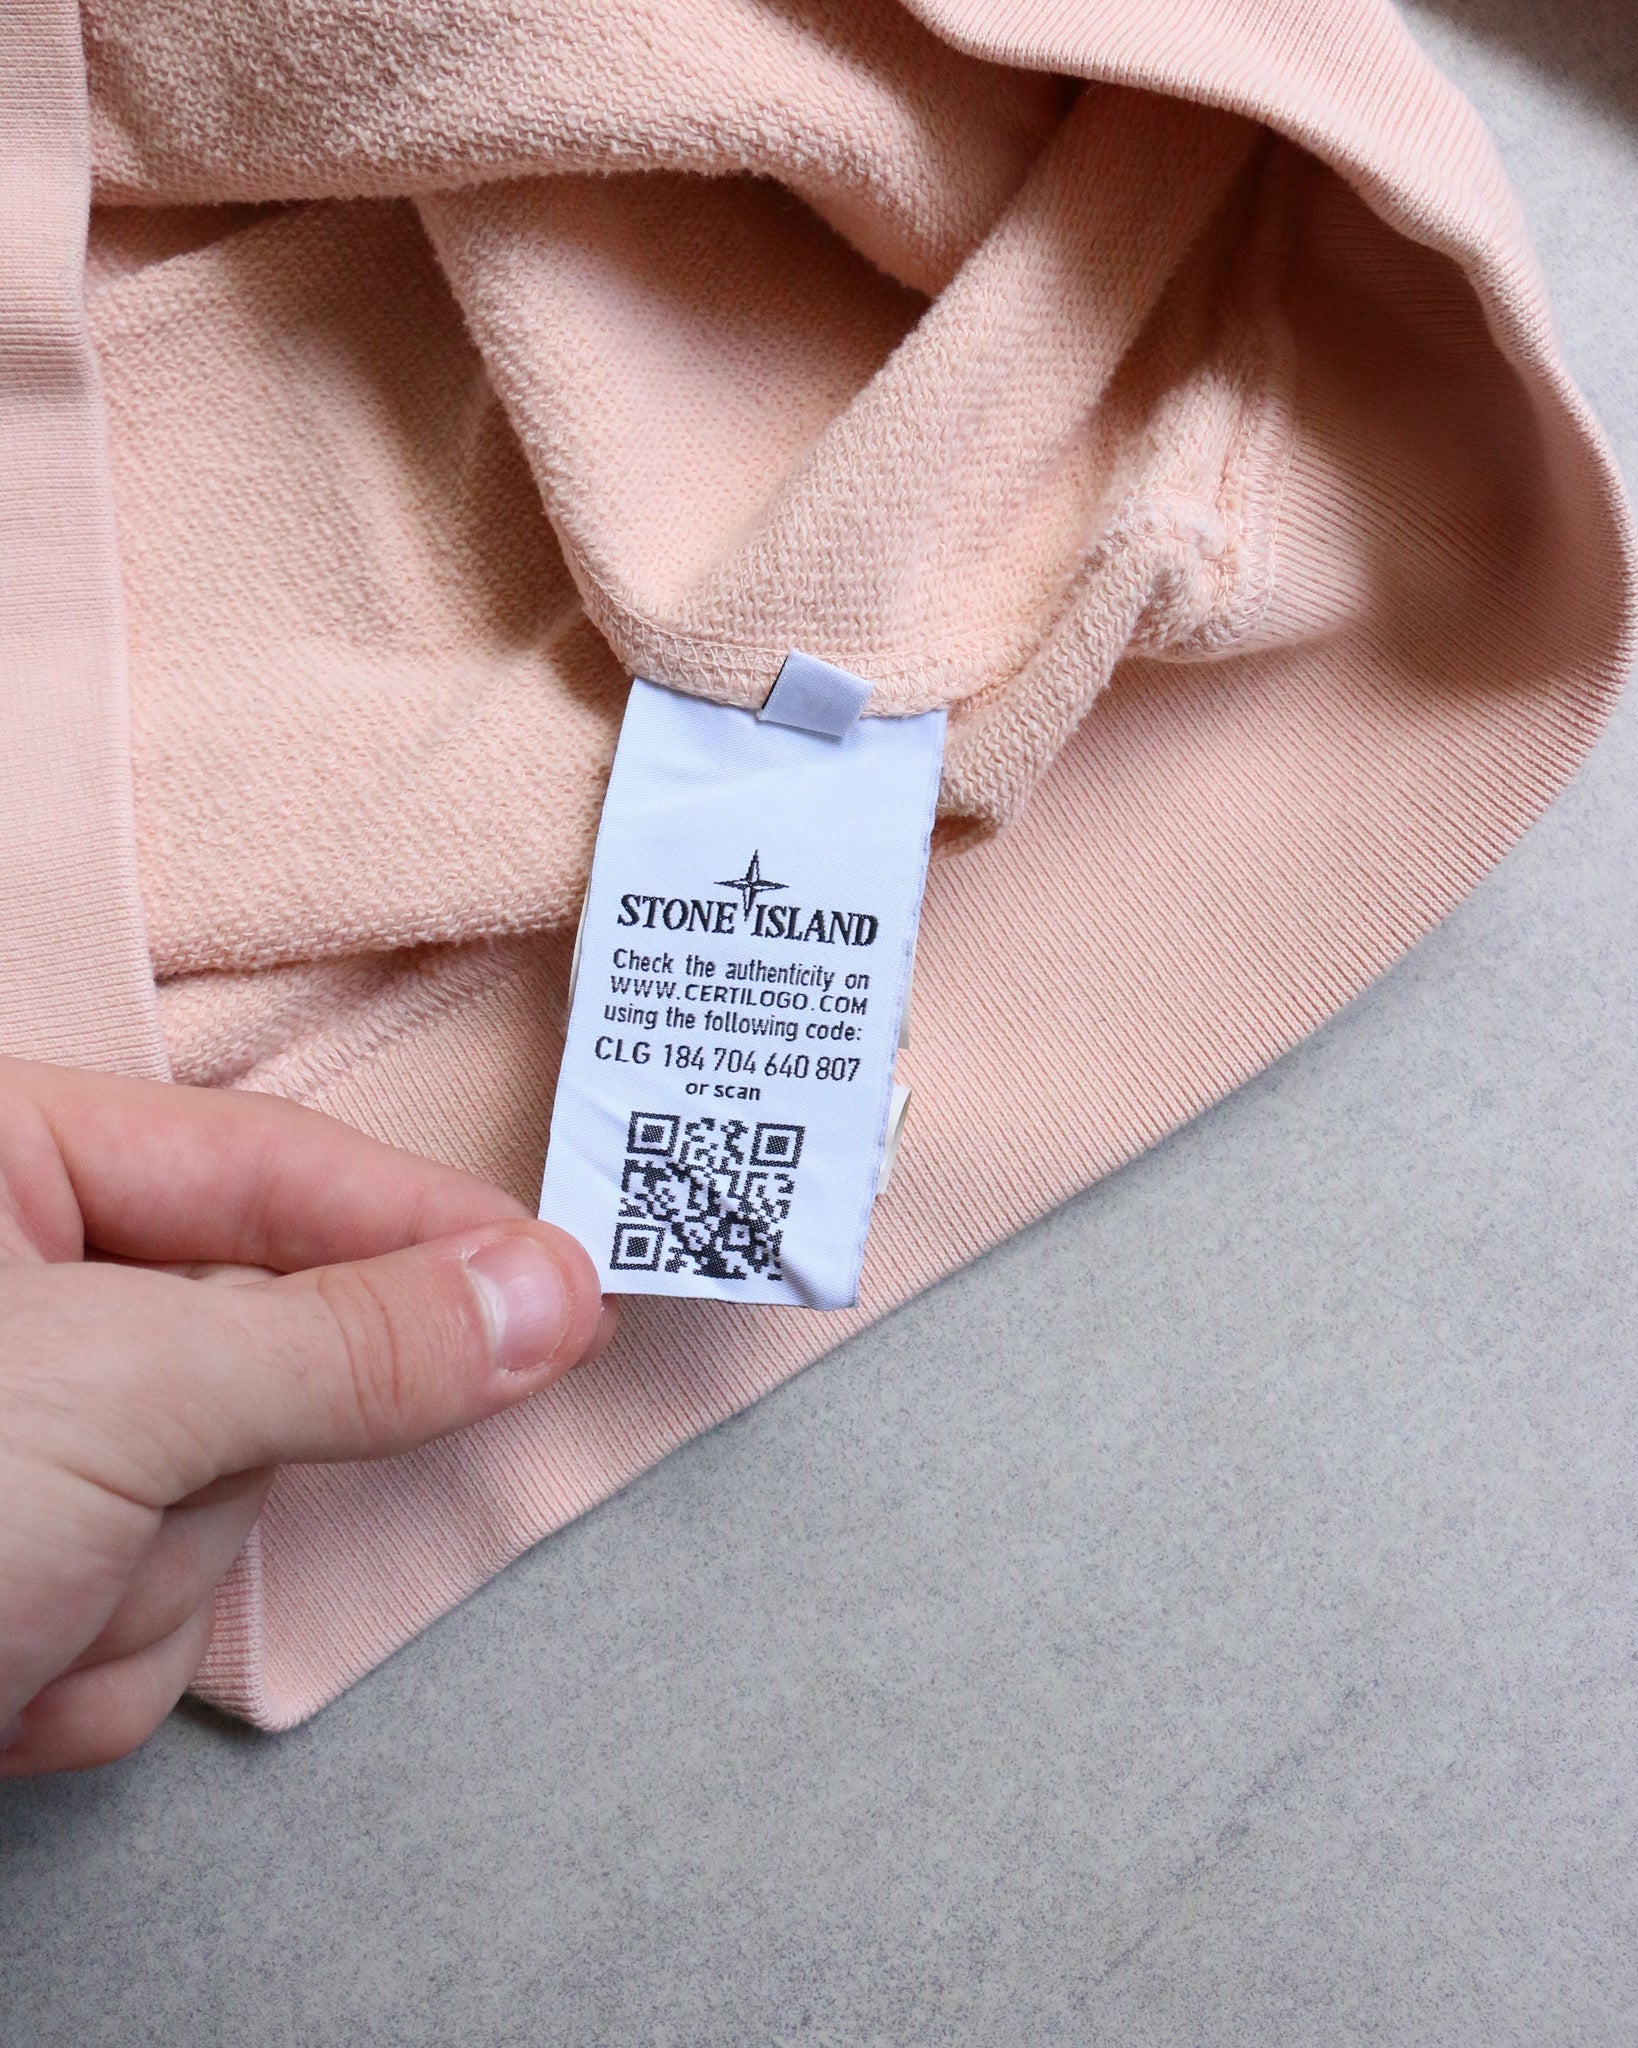 STONE ISLAND
Check the authenticity on
WWW.CERTILOGO.COM
using the following code:
CLG 184 704 640 807
or scan